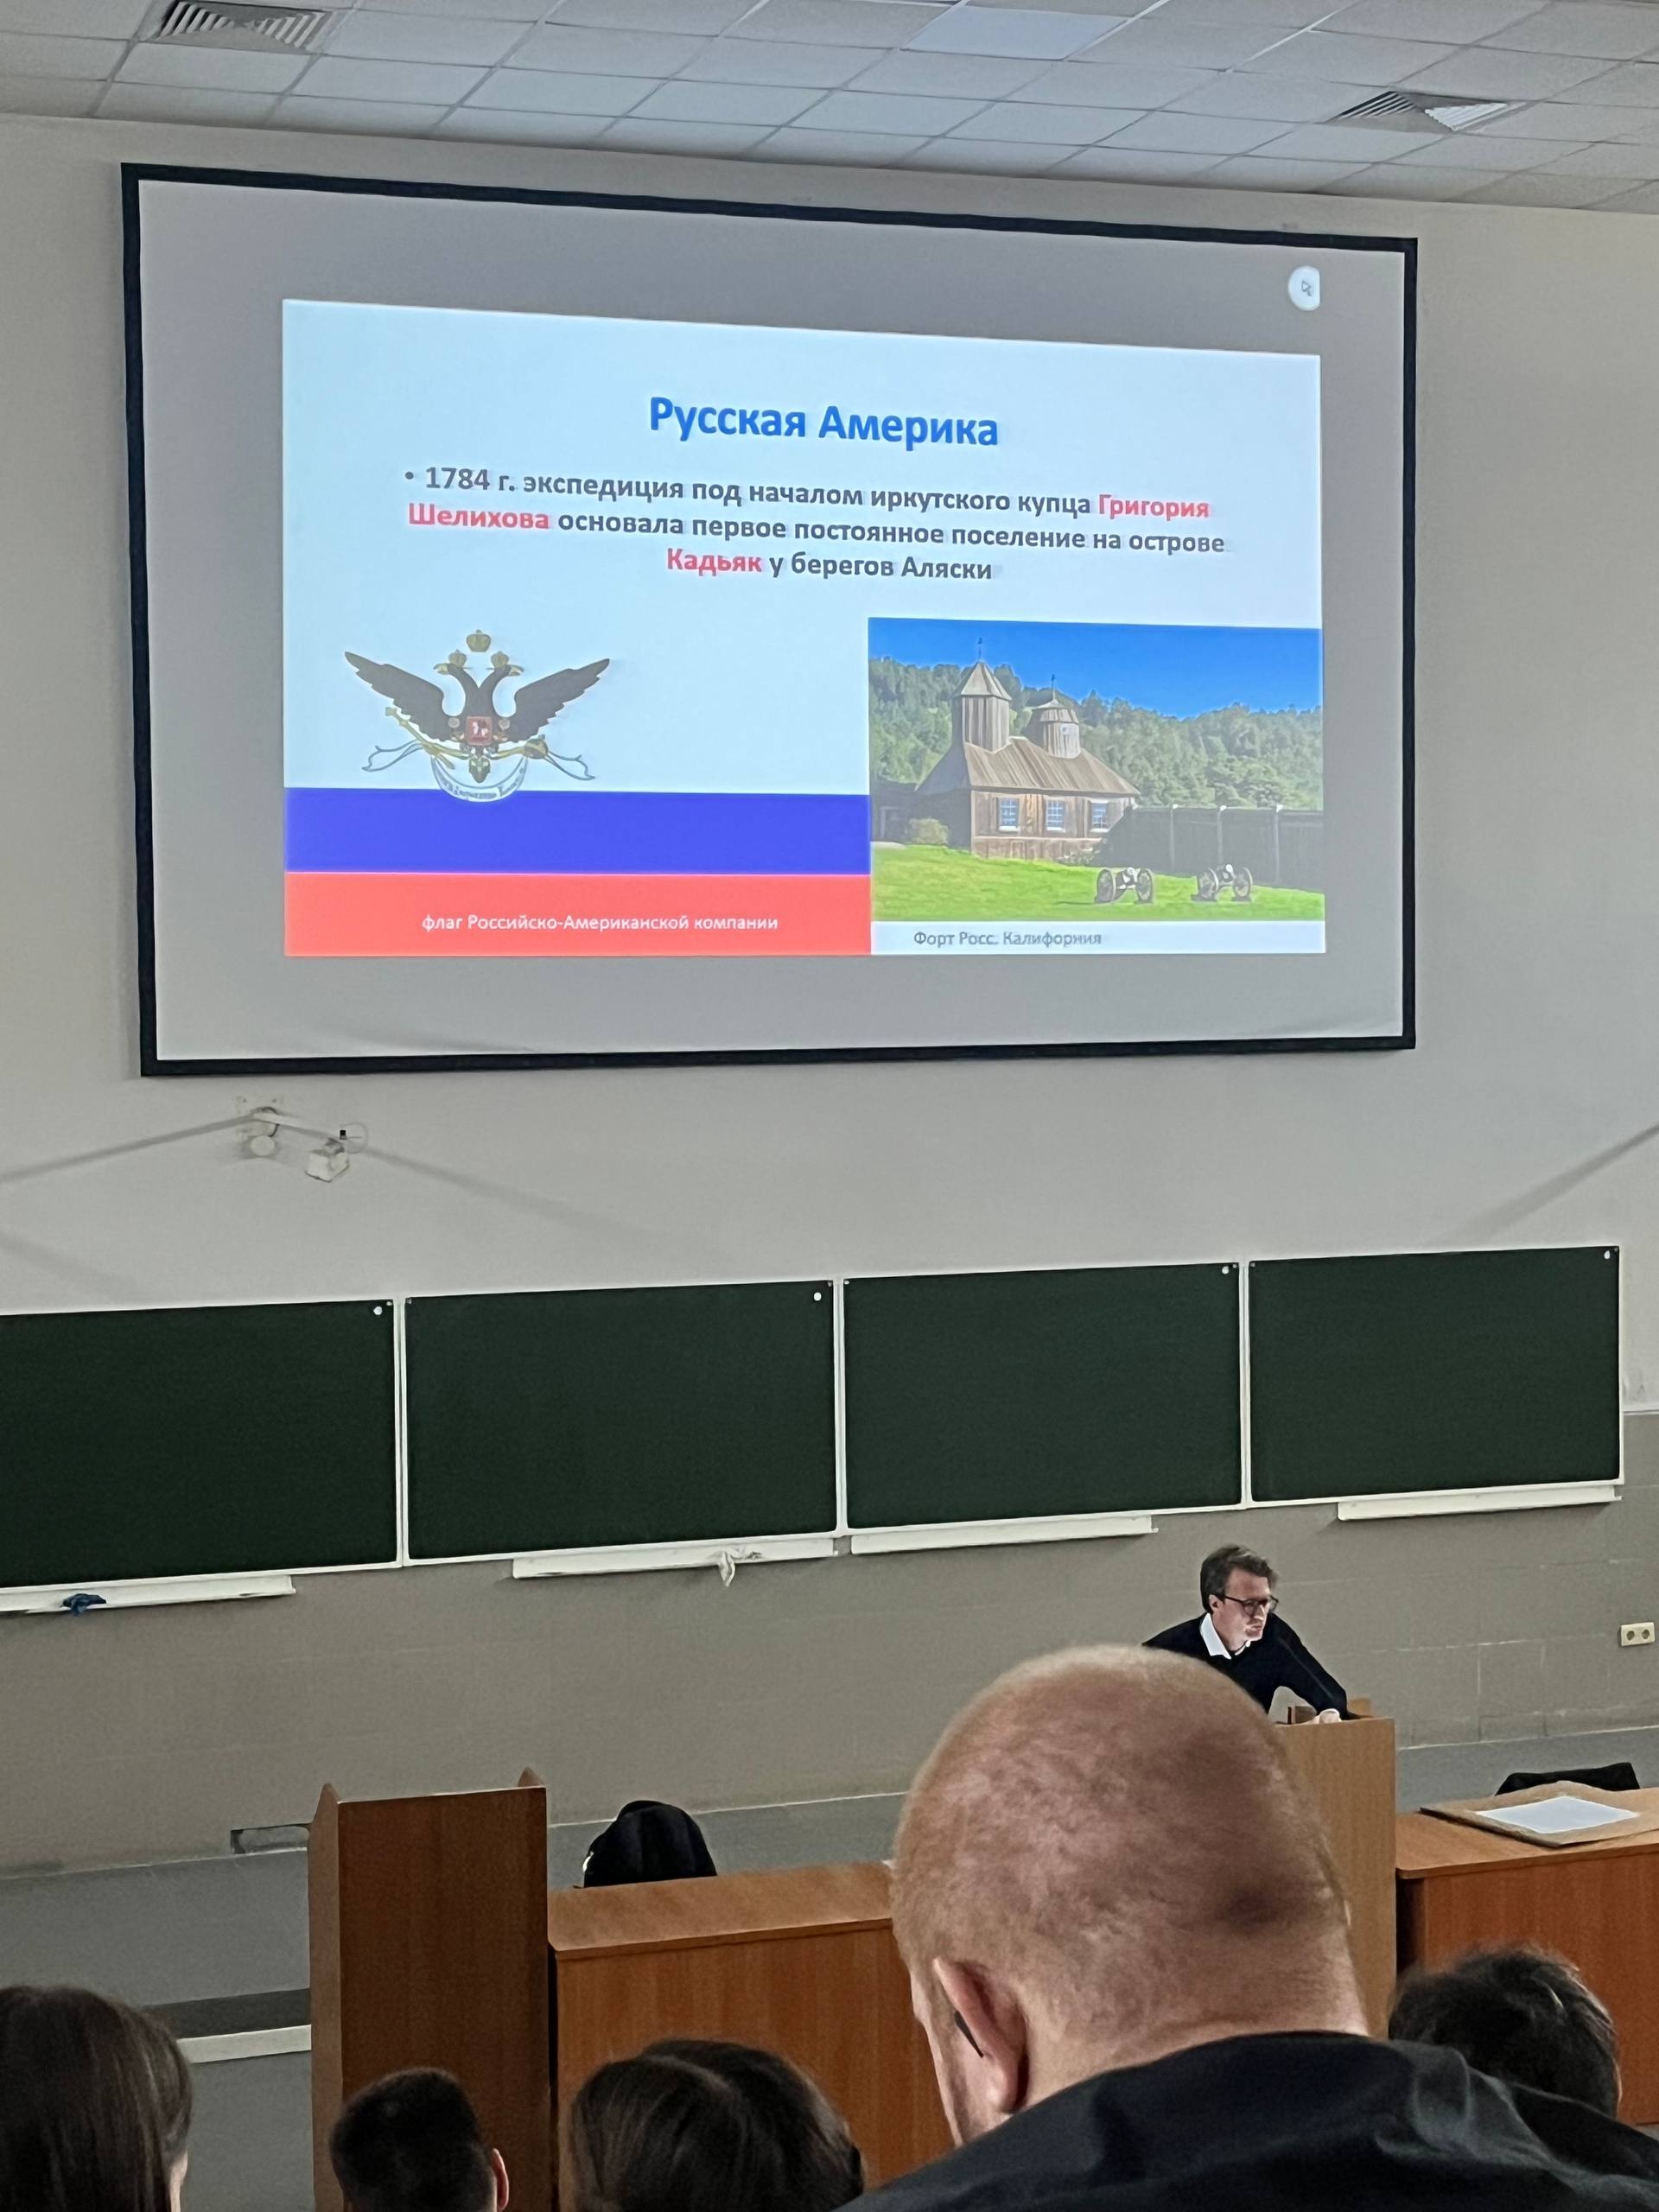 Русская Америка
• 1784 г. экспедиция под началом иркутского купца Григория
Шелихова основала первое постоянное поселение на острове
Кадьяк у берегов Аляски
флаг Российско-Американской компании
Форт Росс. Калифорния